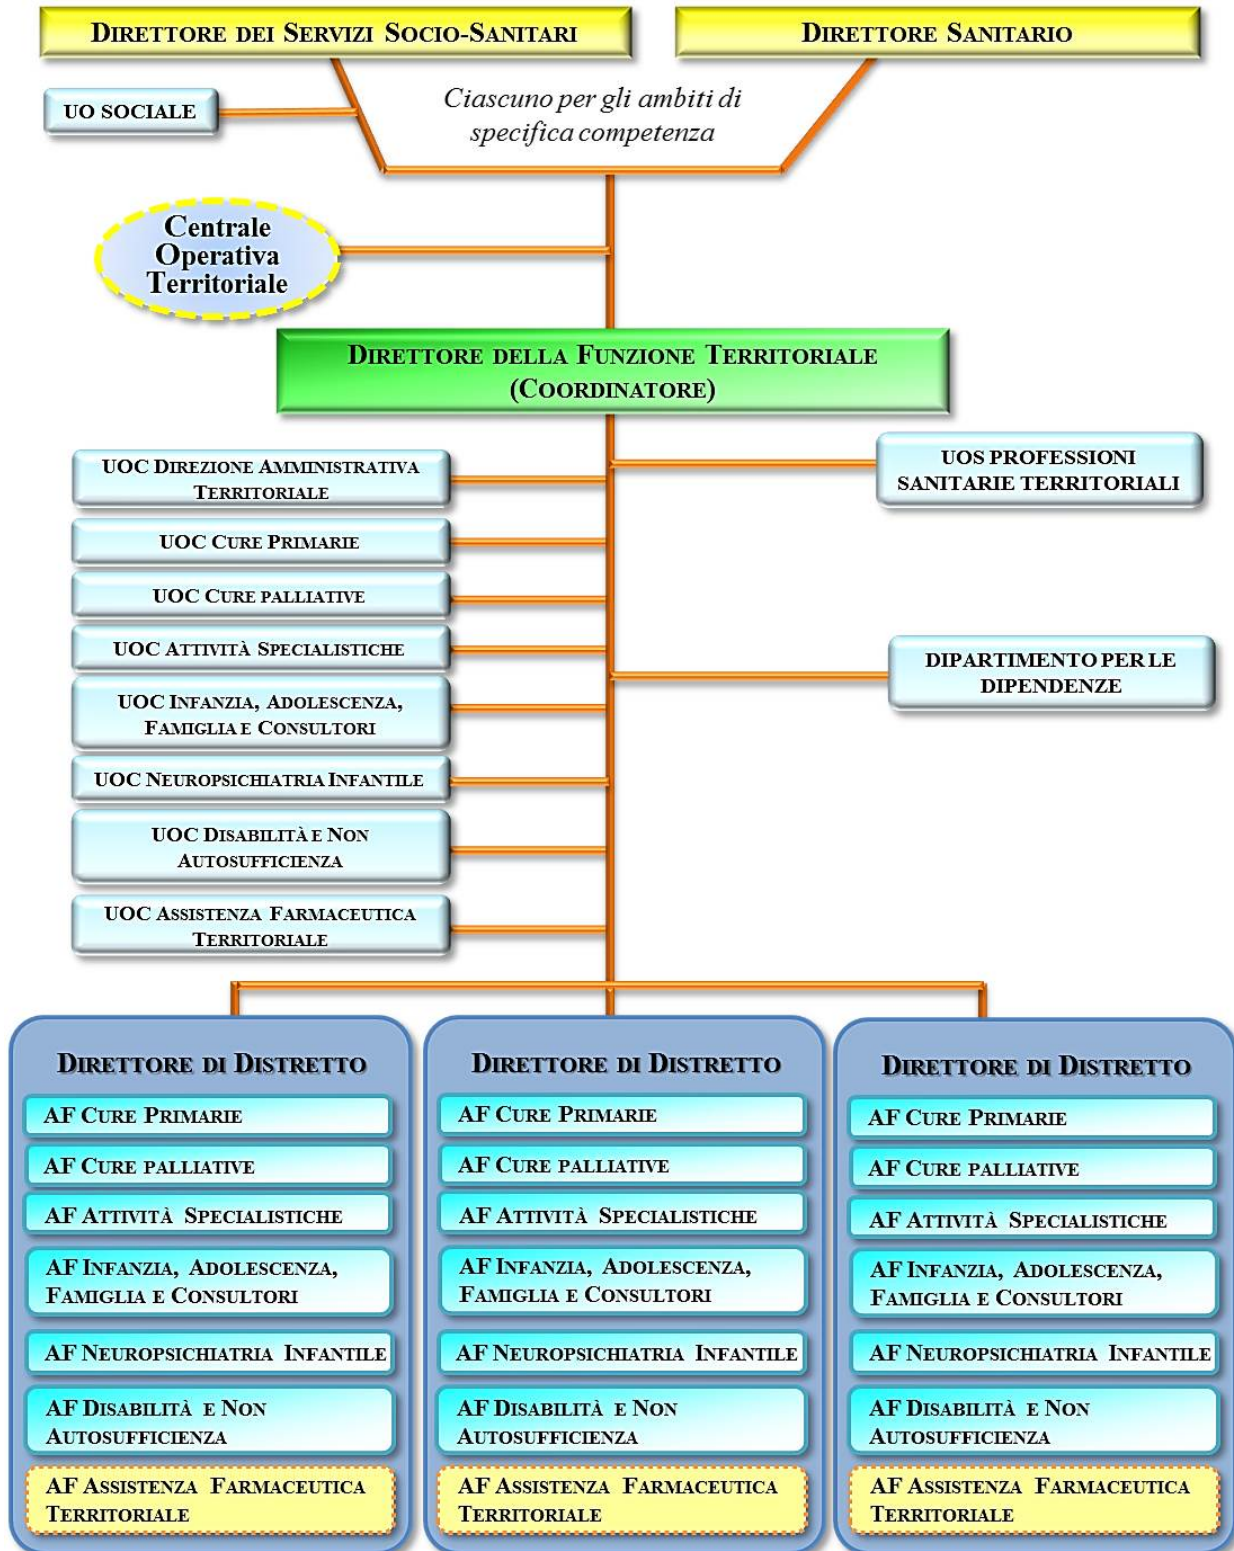 DIRETTORE DEI SERVIZI SOCIO-SANITARI
DIRETTORE SANITARIO
UO SOCIALE
Ciascuno per gli ambiti di
specifica competenza
Centrale
Operativa
Territoriale
DIRETTORE DELLA FUNZIONE TERRITORIALE
(COORDINATORE)
UOC DIREZIONE AMMINISTRATIVA
TERRITORIALE
UOC CURE PRIMARIE
UOC CURE PALLIATIVE
UOC ATTIVITÀ SPECIALISTICHE
UOC INFANZIA, ADOLESCENZA,
FAMIGLIA E CONSULTORI
UOC NEUROPSICHIATRIA INFANTILE
UOC DISABILITÀ E NON
AUTOSUFFICIENZA
UOC ASSISTENZA FARMACEUTICA
TERRITORIALE
UOS PROFESSIONI
SANITARIE TERRITORIALI
DIPARTIMENTO PER LE
DIPENDENZE
DIRETTORE DI DISTRETTO
AF CURE PRIMARIE
AF CURE PALLIATIVE
AF ATTIVITÀ SPECIALISTICHE
AF INFANZIA, ADOLESCENZA,
FAMIGLIA E CONSULTORI
AF NEUROPSICHIATRIA INFANTILE
AF DISABILITÀ E NON
AUTOSUFFICIENZA
AF ASSISTENZA FARMACEUTICA
TERRITORIALE
DIRETTORE DI DISTRETTO
AF CURE PRIMARIE
AF CURE PALLIATIVE
AF ATTIVITÀ SPECIALISTICHE
AF INFANZIA, ADOLESCENZA,
FAMIGLIA E CONSULTORI
AF NEUROPSICHIATRIA INFANTILE
AF DISABILITÀ E NON
AUTOSUFFICIENZA
AF ASSISTENZA FARMACEUTICA
TERRITORIALE
DIRETTORE DI DISTRETTO
AF CURE PRIMARIE
AF CURE PALLIATIVE
AF ATTIVITÀ SPECIALISTICHE
AF INFANZIA, ADOLESCENZA,
FAMIGLIA E CONSULTORI
AF NEUROPSICHIATRIA INFANTILE
AF DISABILITÀ E NON
AUTOSUFFICIENZA
AF ASSISTENZA FARMACEUTICA
TERRITORIALE